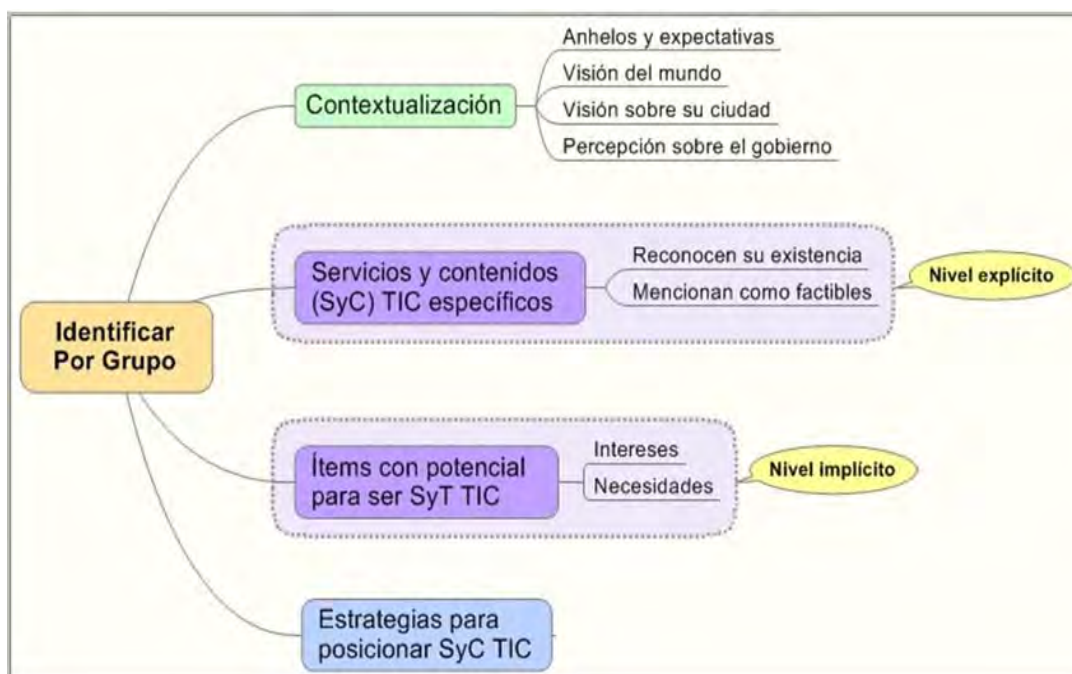 Anhelos y expectativas
Visión del mundo
Contextualización
Visión sobre su ciudad
Percepción sobre el gobierno
Servicios y contenidos
(SyC) TIC específicos
Reconocen su existencia
Mencionan como factibles
Nivel explícito
Identificar
Por Grupo
Ítems con potencial
para ser SyT TIC
Intereses
Necesidades
Nivel implícito
Estrategias para
posicionar SyC TIC